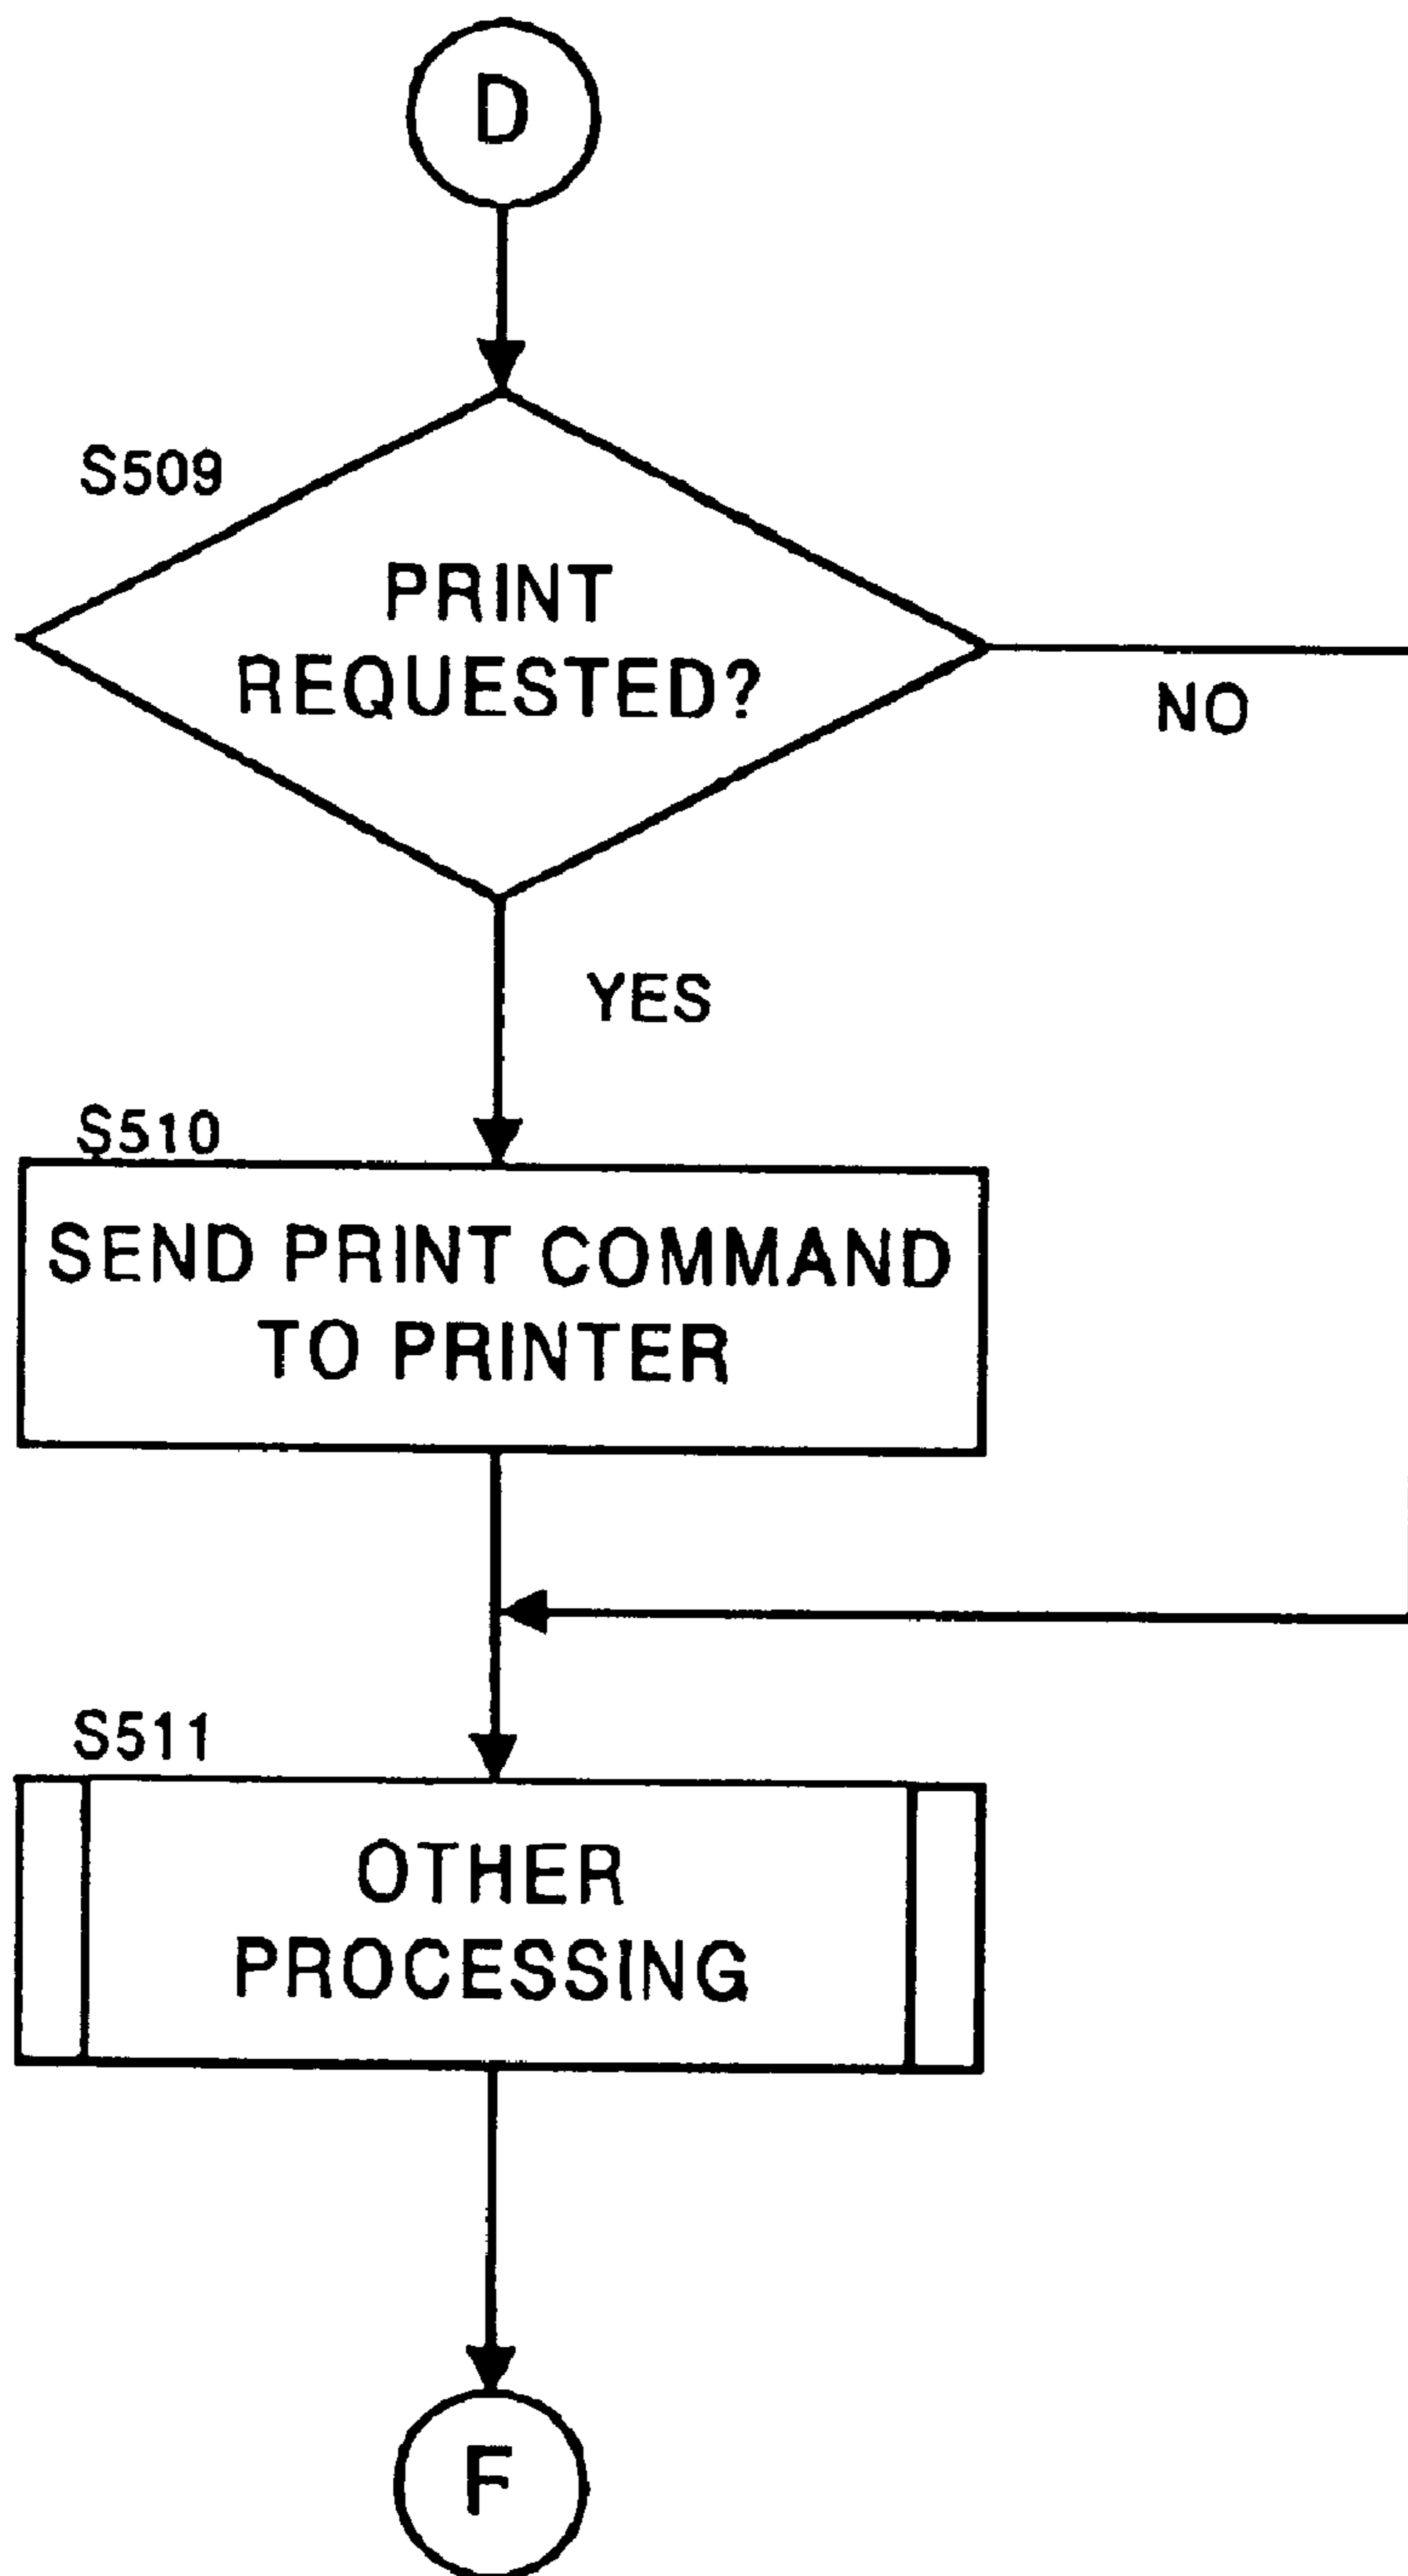 D
S509
PRINT
REQUESTED?
NO
YES
S510
SEND PRINT COMMAND
TO PRINTER
S511
OTHER
PROCESSING
F